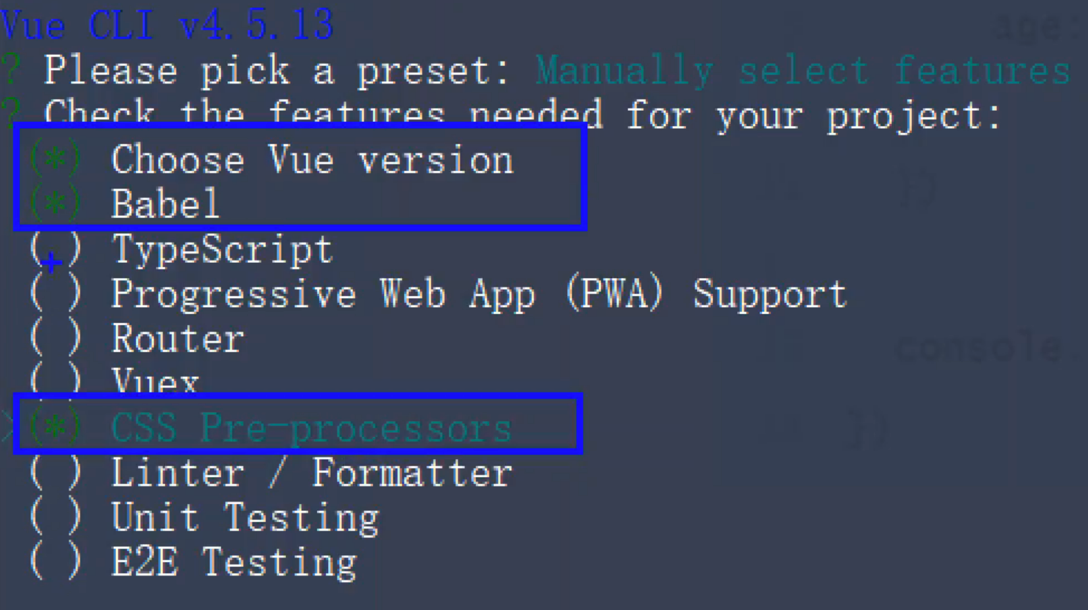 Vue CLI v4.5.13
? Please pick a preset: Manually select features
? Check the features needed for your project:
(*) Choose Vue version
(*) Babel
( ) TypeScript
( ) Progressive Web App (PWA) Support
( ) Router
( ) Vuex
>(*) CSS Pre-processors
( ) Linter / Formatter
( ) Unit Testing
( ) E2E Testing
age:
})
console.
})